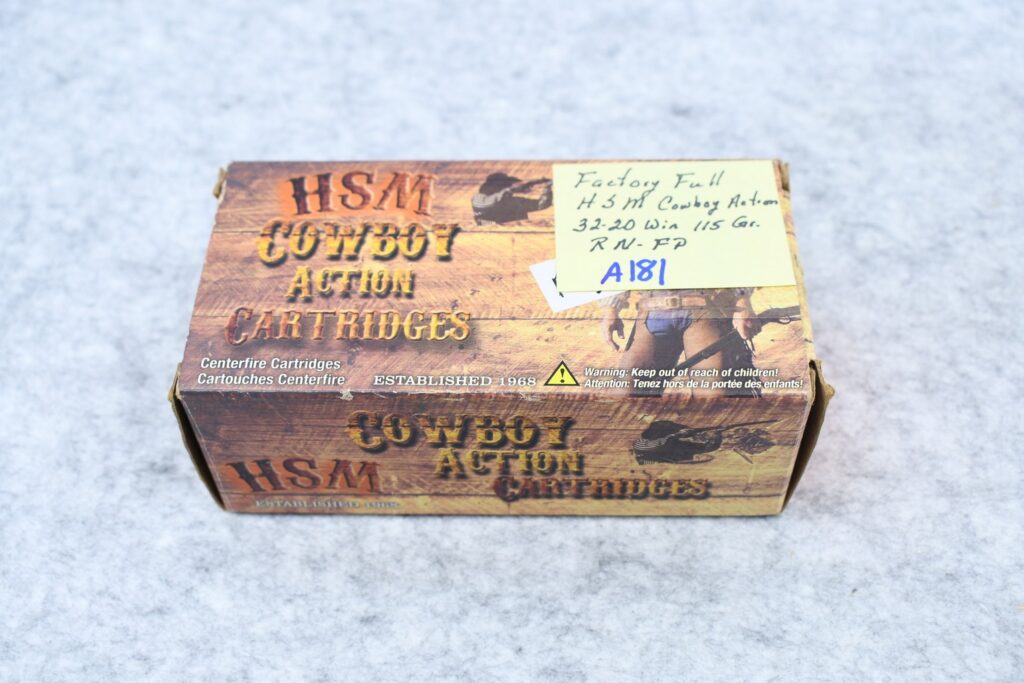 HSM
COWBOY
ACTION
CARTRIDGES
Centerfire Cartridges
Cartouches Centerfire
ESTABLISHED 1968
Factory Full
HSM Cowboy Action
32-20 Win 115 Gr.
RN-FP
A181
Warning: Keep out of reach of children!
Attention: Tenez hors de la portée des enfants!
COWBOY
ACTION
CARTRIDGES
HSM
ESTABLISHED 1968